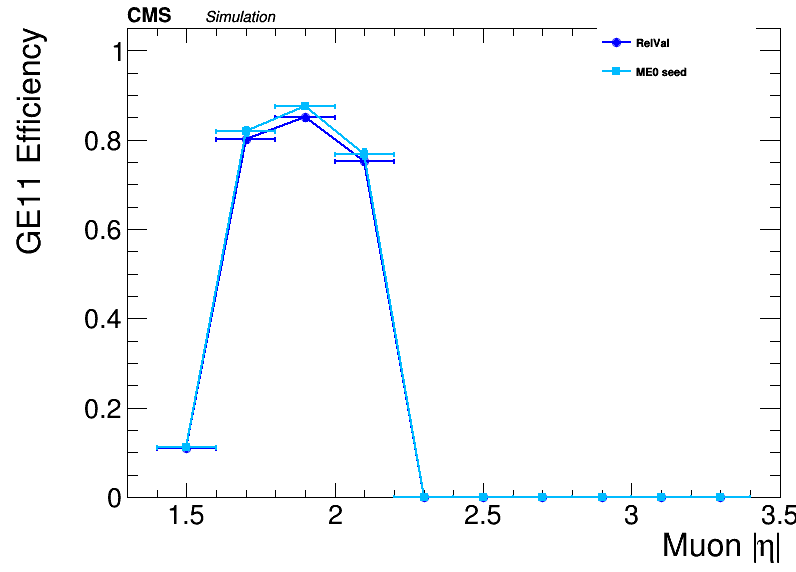 CMS Simulation
RelVal
ME0 seed
GE11 Efficiency
1
0.8
0.6
0.4
0.2
0
1.5 2 2.5 3 3.5
Muon |η|